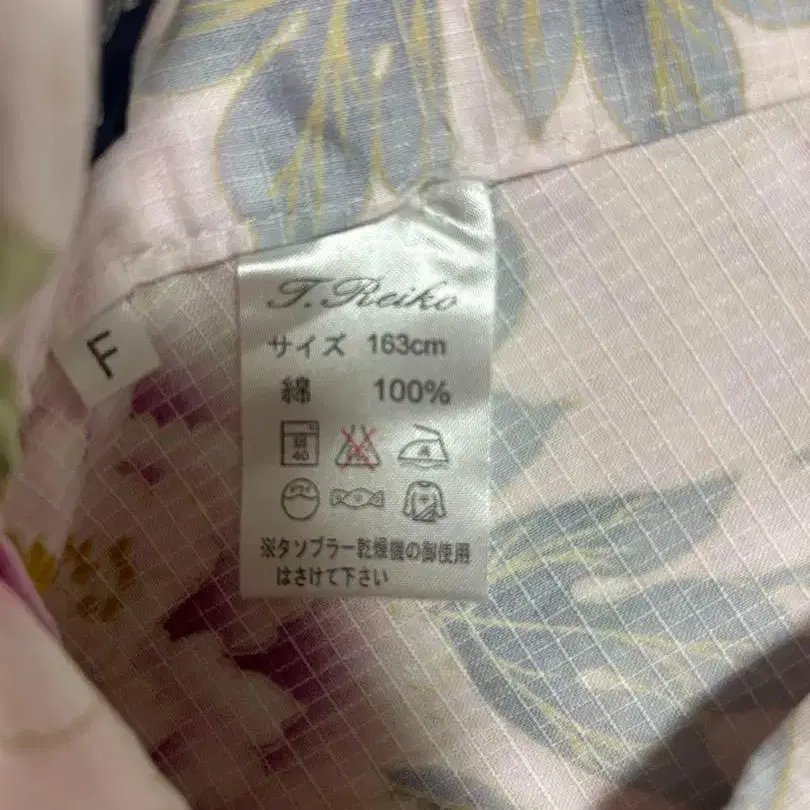 T.Reiko
サイズ 163cm
綿 100%
40
※タンブラー乾燥機の御使用
はさけて下さい
F